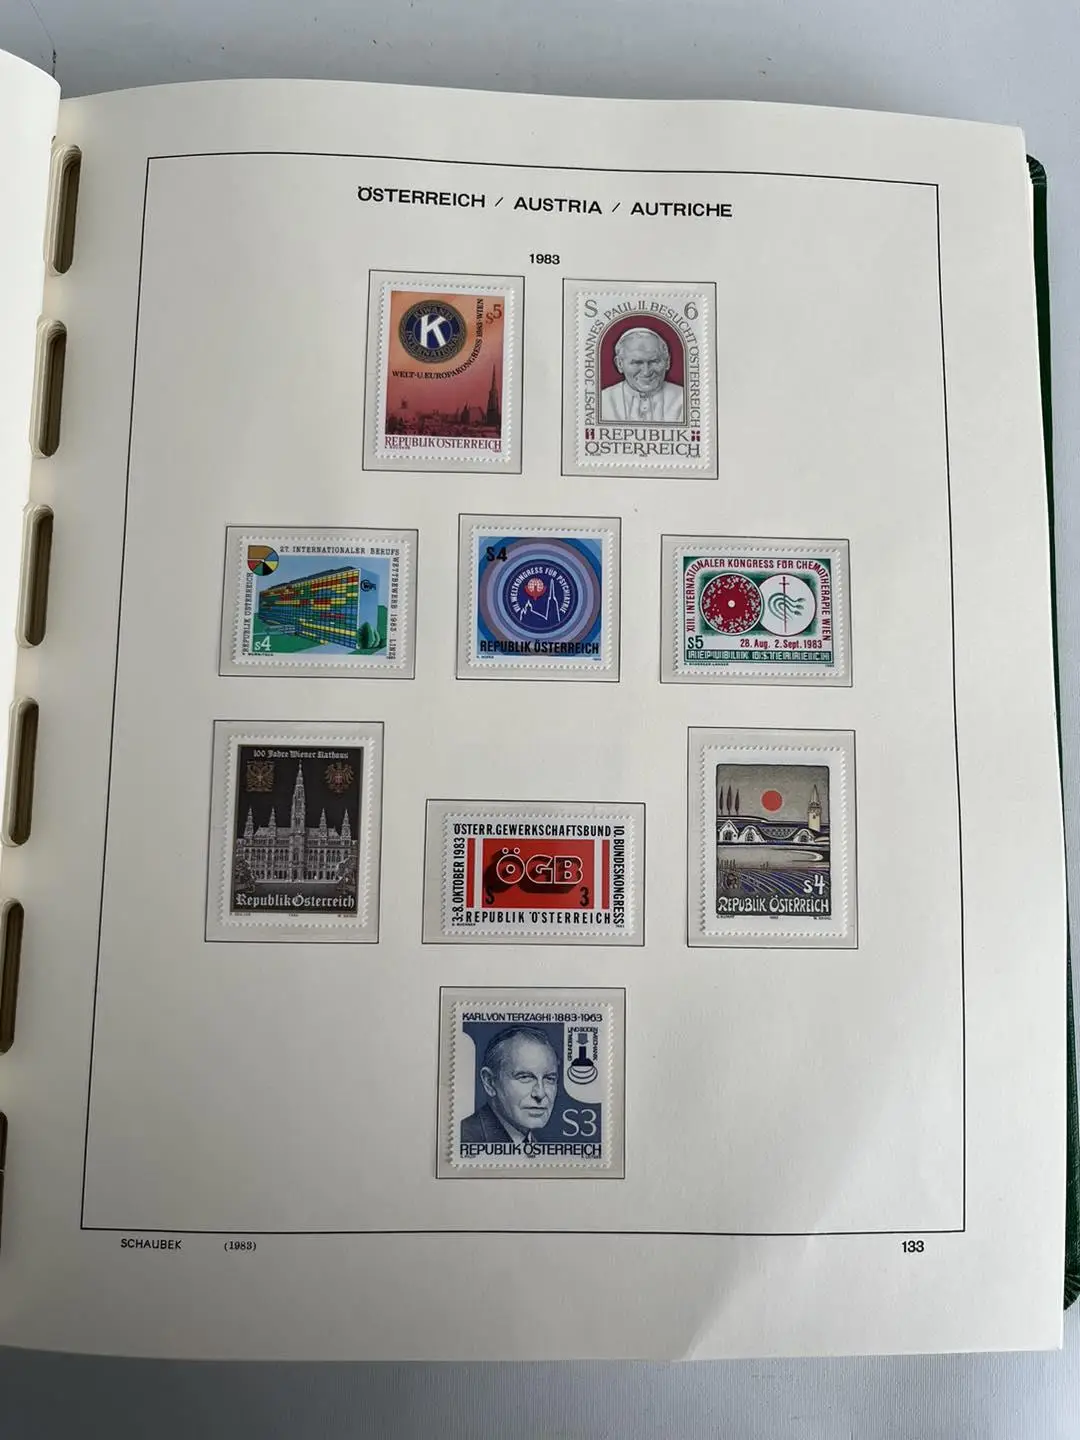 ÖSTERREICH / AUSTRIA / AUTRICHE
1983
KIWANIS
K
INTERNATIONAL
S5
WELT-U. EUROPAKONGRESS 1983·WIEN
REPUBLIK ÖSTERREICH
S 6
PAPST JOHANNES PAUL II. BESUCHT ÖSTERREICH
REPUBLIK
ÖSTERREICH
27. INTERNATIONALER BERUFS
WETTBEWERB 1983 · LINZ
REPUBLIK ÖSTERREICH
S4
S4
VII. WELTKONGRESS FÜR PSYCHIATRIE
REPUBLIK ÖSTERREICH
XIII. INTERNATIONALER KONGRESS FÜR CHEMOTHERAPIE WIEN
S5
28. Aug. 2. Sept. 1983
REPUBLIK ÖSTERREICH
100 Jahre Wiener Rathaus
Republik Österreich
ÖSTERR. GEWERKSCHAFTSBUND
10. BUNDESKONGRESS
3.-8. OKTOBER 1983
ÖGB
S 3
REPUBLIK ÖSTERREICH
S4
REPUBLIK ÖSTERREICH
KARL VON TERZAGHI · 1883-1963
GRUNDBAU UND BODENMECHANIK
S3
REPUBLIK ÖSTERREICH
SCHAUBEK (1983) 133